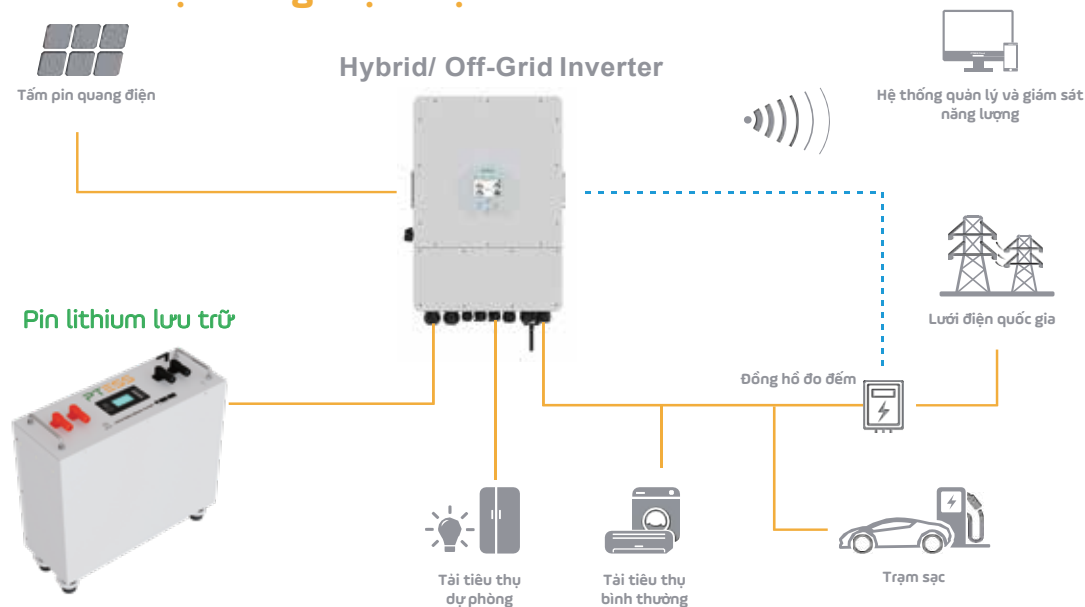 Hybrid/ Off-Grid Inverter
Tấm pin quang điện
Hệ thống quản lý và giám sát
năng lượng
Pin lithium lưu trữ
Lưới điện quốc gia
Đồng hồ đo đếm
PTESS
Tải tiêu thụ
dự phòng
Tải tiêu thụ
bình thường
Trạm sạc